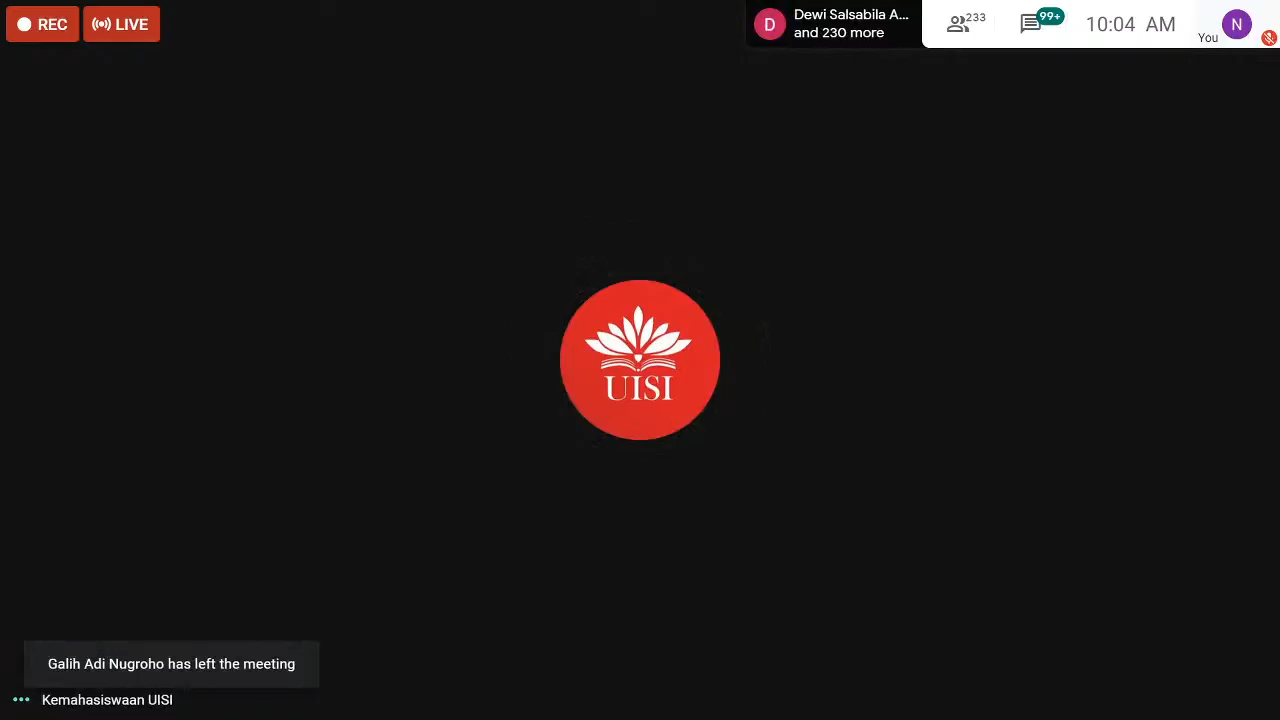 REC
LIVE
Dewi Salsabila A...
and 230 more
233
99+
10:04 AM
You
N
D
UISI
Galih Adi Nugroho has left the meeting
Kemahasiswaan UISI